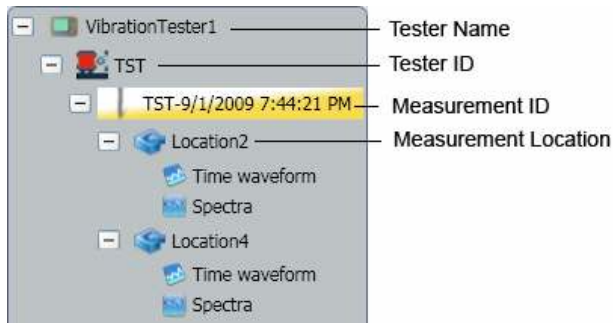 VibrationTester1 Tester Name
TST Tester ID
TST-9/1/2009 7:44:21 PM Measurement ID
Location2 Measurement Location
Time waveform
Spectra
Location4
Time waveform
Spectra